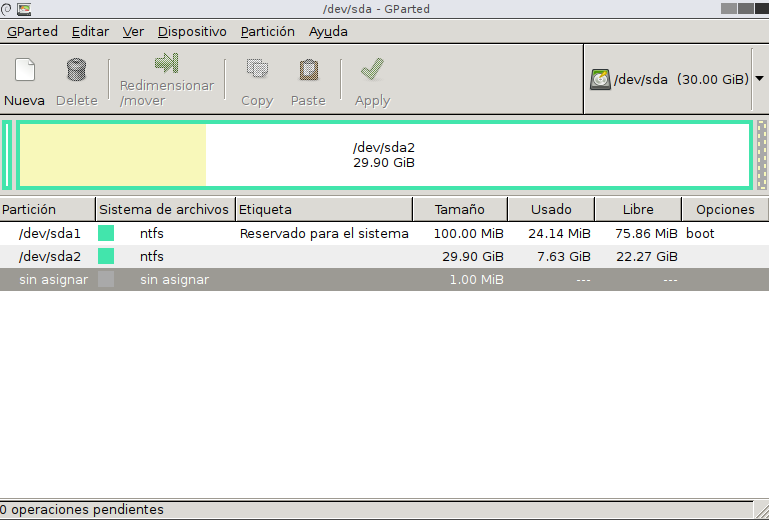 /dev/sda - GParted
GParted Editar Ver Dispositivo Partición Ayuda
Nueva Delete Redimensionar /mover Copy Paste Apply /dev/sda (30.00 GiB)
/dev/sda2
29.90 GiB
Partición Sistema de archivos Etiqueta Tamaño Usado Libre Opciones
/dev/sda1 ntfs Reservado para el sistema 100.00 MiB 24.14 MiB 75.86 MiB boot
/dev/sda2 ntfs 29.90 GiB 7.63 GiB 22.27 GiB
sin asignar sin asignar 1.00 MiB --- ---
0 operaciones pendientes